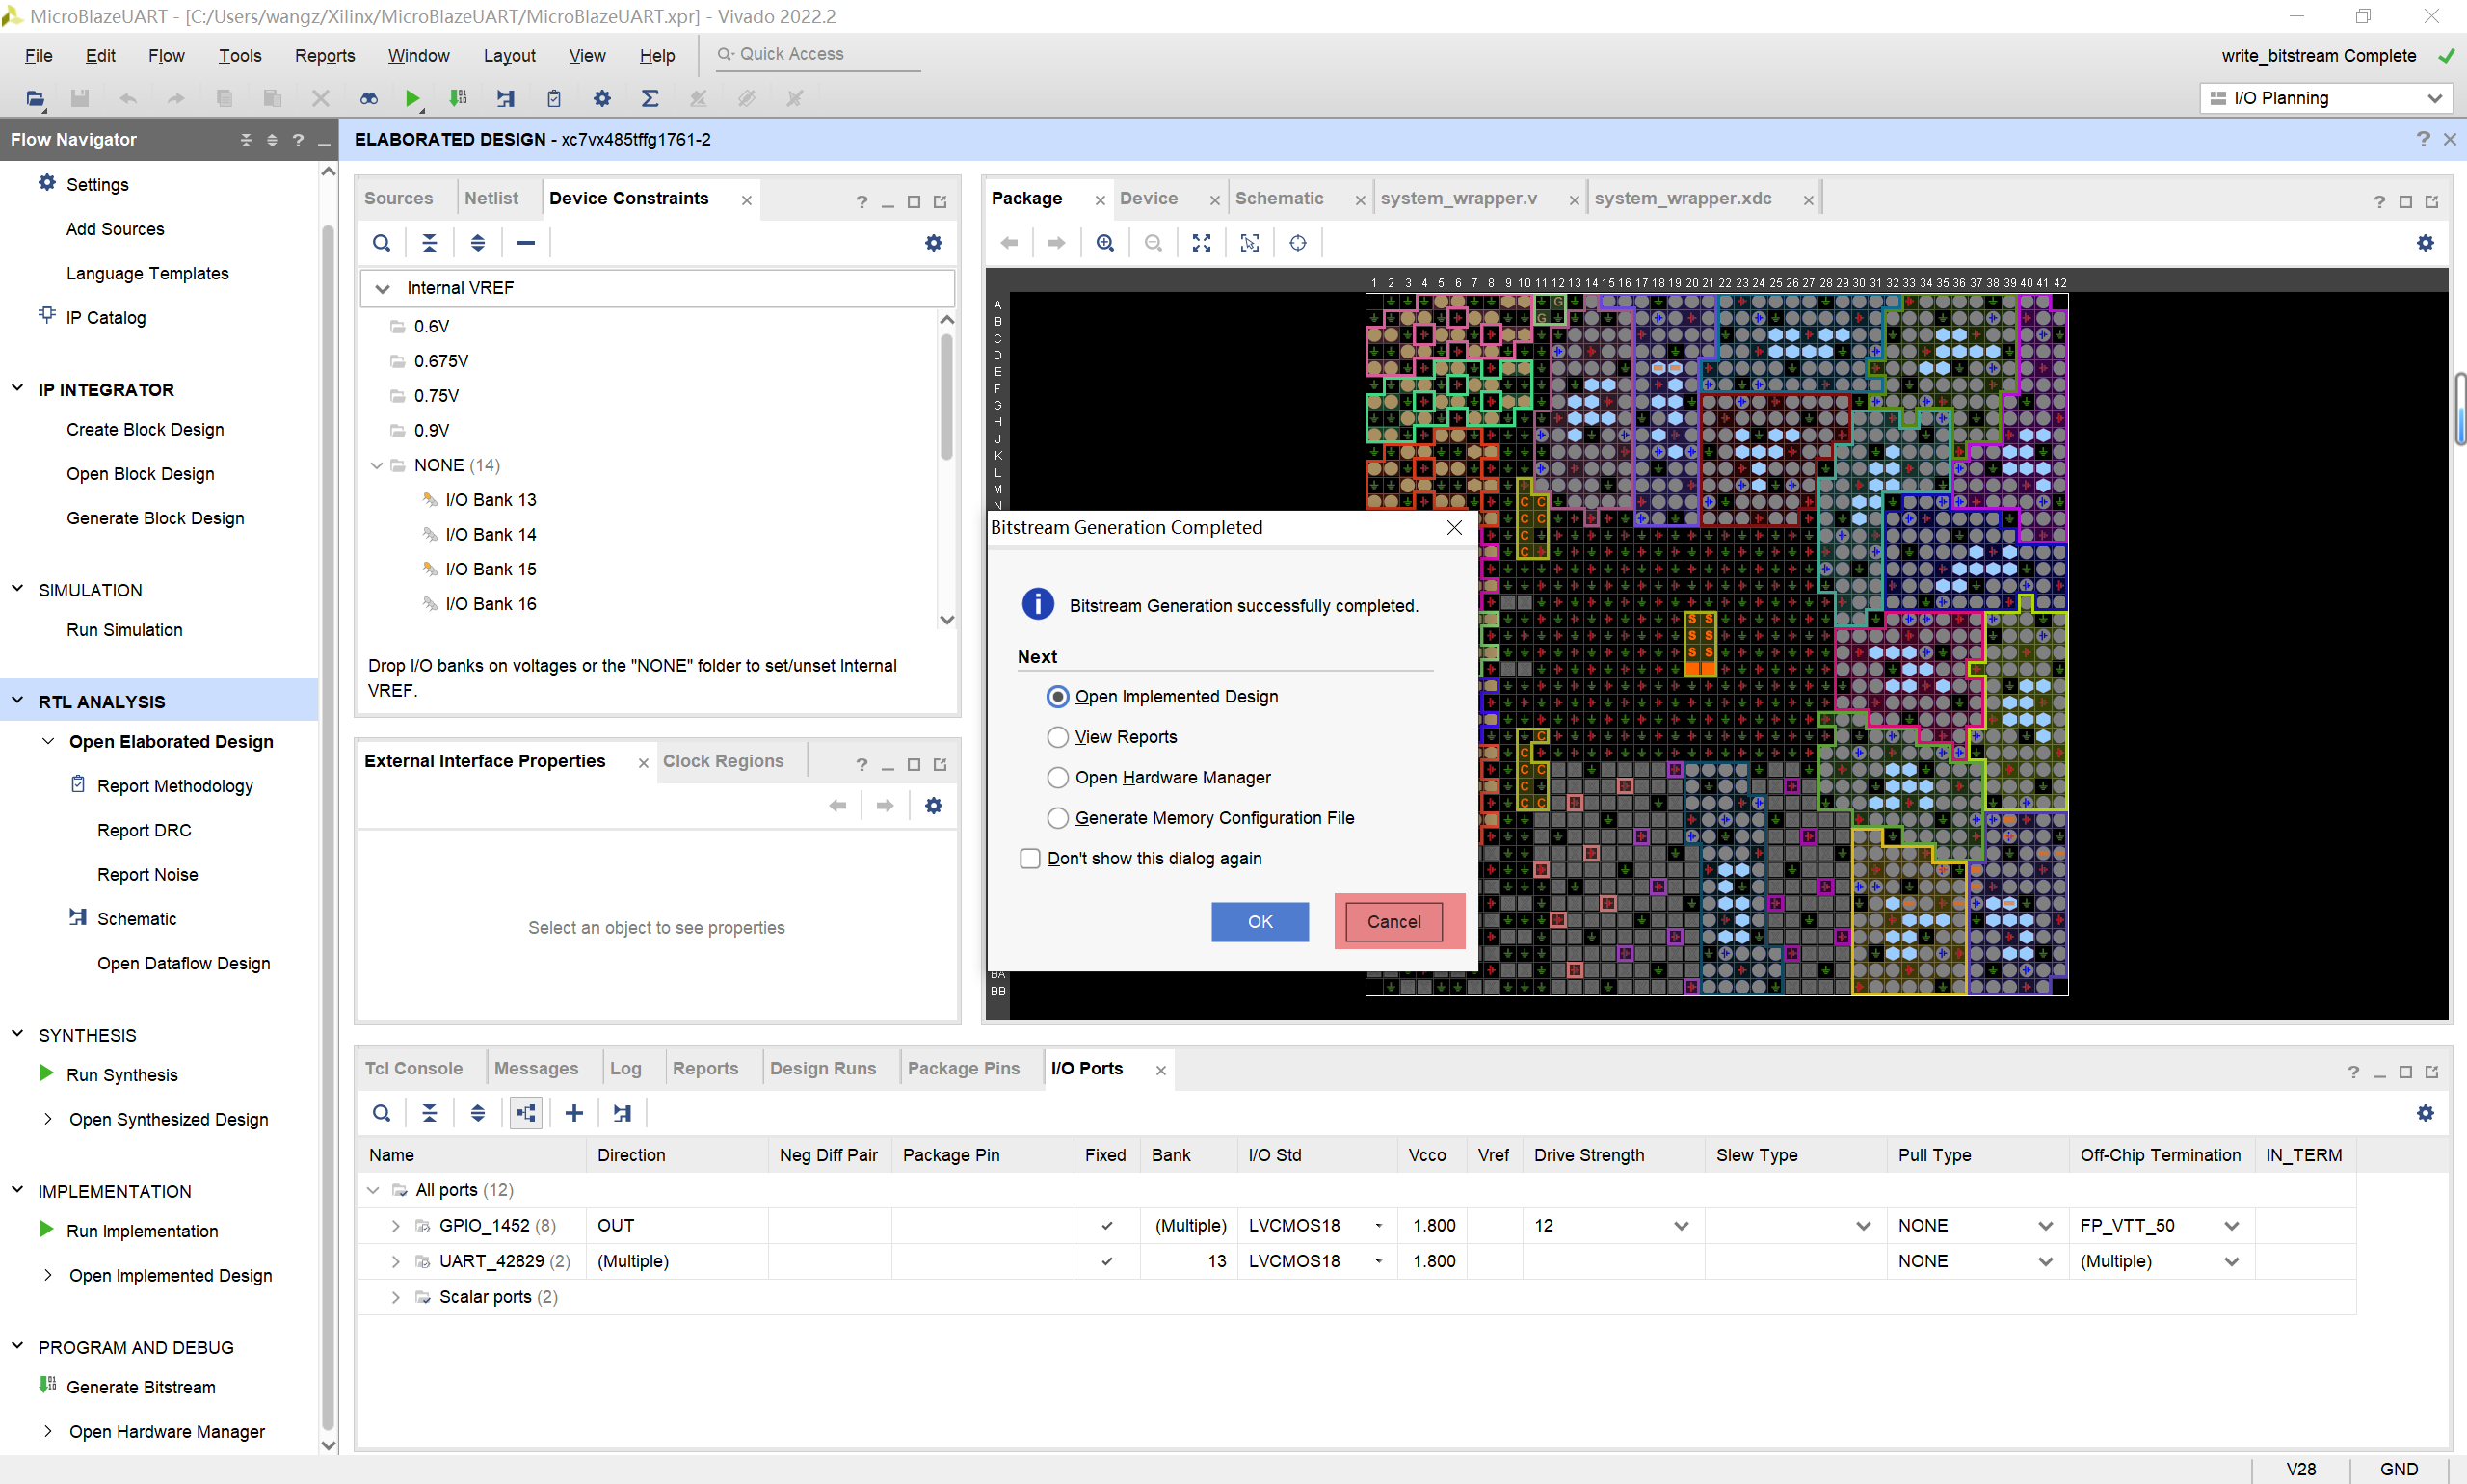 MicroBlazeUART - [C:/Users/wangz/Xilinx/MicroBlazeUART/MicroBlazeUART.xpr] - Vivado 2022.2
File Edit Flow Tools Reports Window Layout View Help Quick Access
write_bitstream Complete
I/O Planning
Flow Navigator
ELABORATED DESIGN - xc7vx485tffg1761-2
Settings
Add Sources
Language Templates
IP Catalog
IP INTEGRATOR
Create Block Design
Open Block Design
Generate Block Design
SIMULATION
Run Simulation
RTL ANALYSIS
Open Elaborated Design
Report Methodology
Report DRC
Report Noise
Schematic
Open Dataflow Design
SYNTHESIS
Run Synthesis
Open Synthesized Design
IMPLEMENTATION
Run Implementation
Open Implemented Design
PROGRAM AND DEBUG
Generate Bitstream
Open Hardware Manager
Sources Netlist Device Constraints
Internal VREF
0.6V
0.675V
0.75V
0.9V
NONE (14)
I/O Bank 13
I/O Bank 14
I/O Bank 15
I/O Bank 16
Drop I/O banks on voltages or the "NONE" folder to set/unset Internal
VREF.
External Interface Properties Clock Regions
Select an object to see properties
Package Device Schematic system_wrapper.v system_wrapper.xdc
1 2 3 4 5 6 7 8 9 10 11 12 13 14 15 16 17 18 19 20 21 22 23 24 25 26 27 28 29 30 31 32 33 34 35 36 37 38 39 40 41 42
A
B
C
D
E
F
G
H
J
K
L
M
N
BA
BB
Bitstream Generation Completed
Bitstream Generation successfully completed.
Next
Open Implemented Design
View Reports
Open Hardware Manager
Generate Memory Configuration File
Don't show this dialog again
OK Cancel
Tcl Console Messages Log Reports Design Runs Package Pins I/O Ports
Name Direction Neg Diff Pair Package Pin Fixed Bank I/O Std Vcco Vref Drive Strength Slew Type Pull Type Off-Chip Termination IN_TERM
All ports (12)
GPIO_1452 (8) OUT (Multiple) LVCMOS18 1.800 12 NONE FP_VTT_50
UART_42829 (2) (Multiple) 13 LVCMOS18 1.800 NONE (Multiple)
Scalar ports (2)
V28 GND